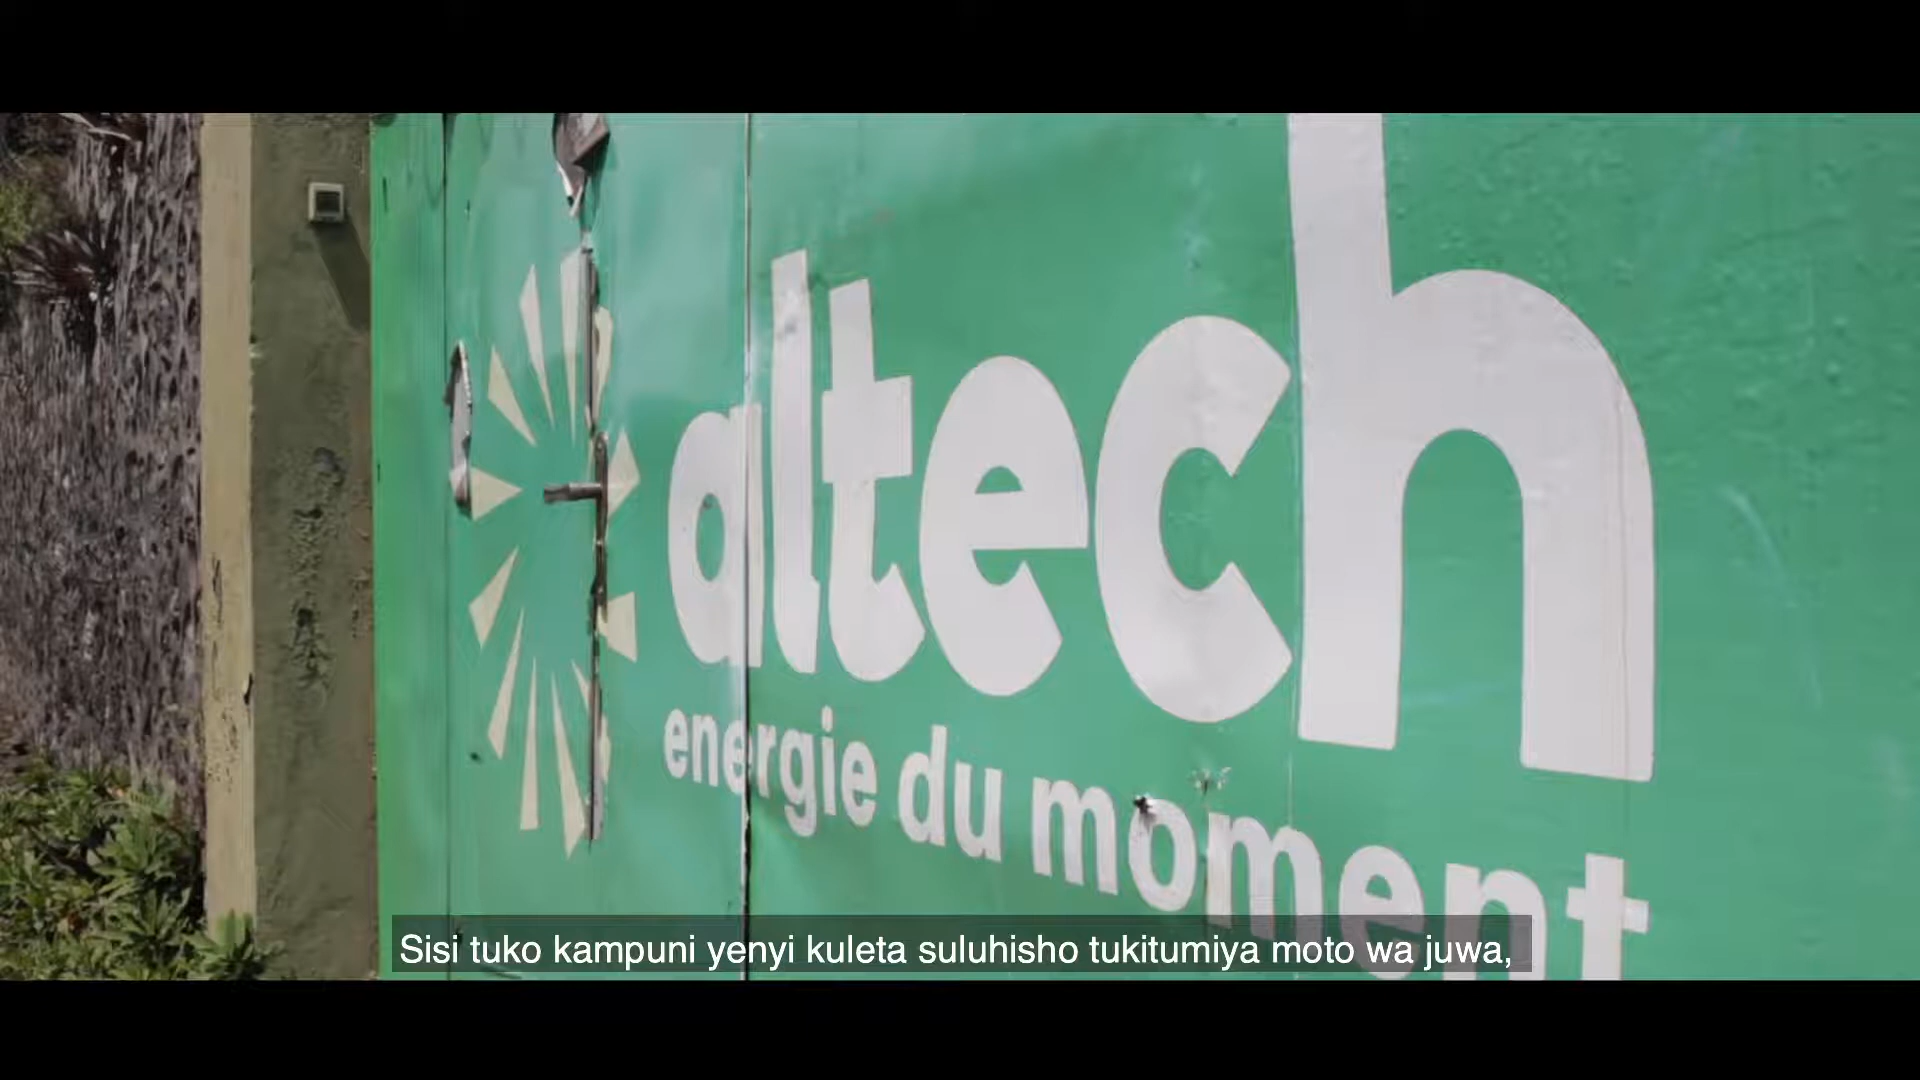 altech
energie du moment
Sisi tuko kampuni yenyi kuleta suluhisho tukitumiya moto wa juwa,